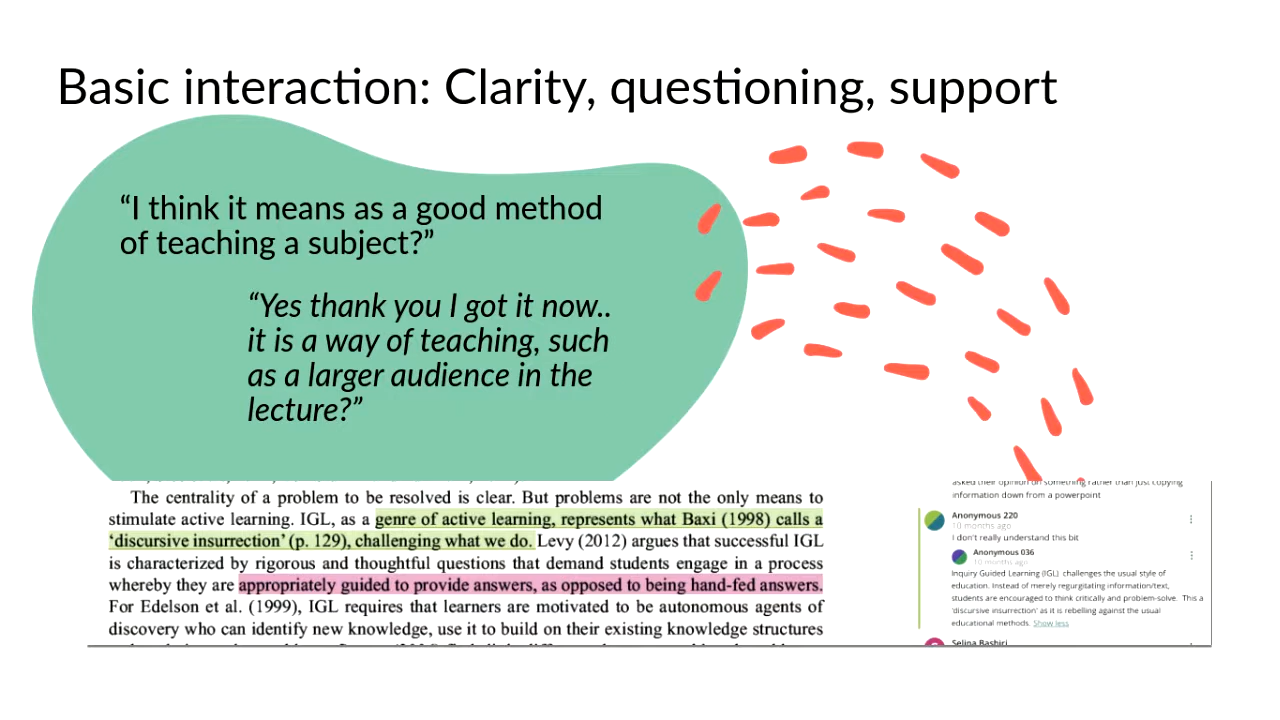 Basic interaction: Clarity, questioning, support
“I think it means as a good method
of teaching a subject?”
“Yes thank you I got it now..
it is a way of teaching, such
as a larger audience in the
lecture?”
The centrality of a problem to be resolved is clear. But problems are not the only means to
stimulate active learning. IGL, as a genre of active learning, represents what Baxi (1998) calls a
‘discursive insurrection’ (p. 129), challenging what we do. Levy (2012) argues that successful IGL
is characterized by rigorous and thoughtful questions that demand students engage in a process
whereby they are appropriately guided to provide answers, as opposed to being hand-fed answers.
For Edelson et al. (1999), IGL requires that learners are motivated to be autonomous agents of
discovery who can identify new knowledge, use it to build on their existing knowledge structures
asked their opinion on something rather than just copying
information down from a powerpoint
Anonymous 220
10 months ago
I don't really understand this bit
Anonymous 036
10 months ago
Inquiry Guided Learning (IGL) challenges the usual style of
education. Instead of merely regurgitating information/text,
students are encouraged to think critically and problem-solve. This a
'discursive insurrection' as it is rebelling against the usual
educational methods. Show less
Selina Bashiri